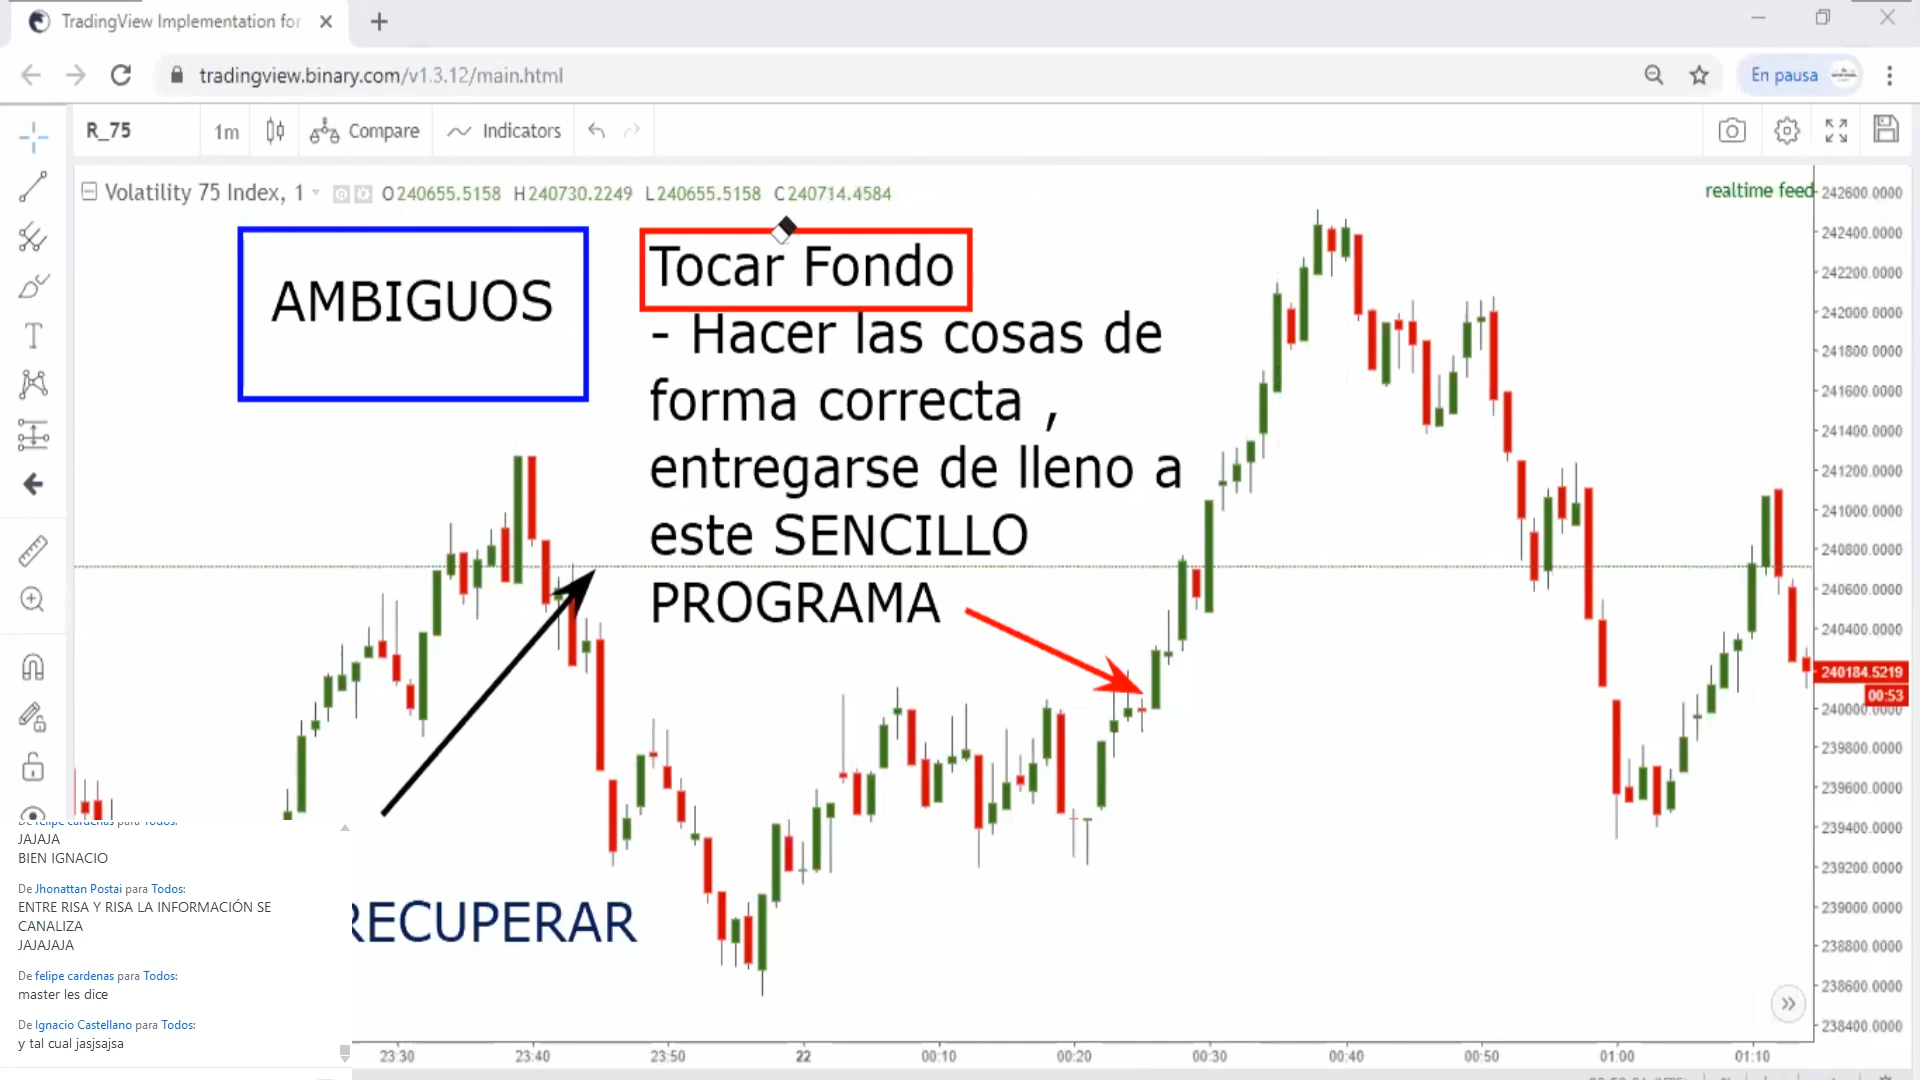 TradingView Implementation for
tradingview.binary.com/v1.3.12/main.html
En pausa
R_75
1m
Compare
Indicators
Volatility 75 Index, 1
O240655.5158 H240730.2249 L240655.5158 C240714.4584
realtime feed
AMBIGUOS
Tocar Fondo
- Hacer las cosas de
forma correcta ,
entregarse de lleno a
este SENCILLO
PROGRAMA
RECUPERAR
242600.0000
242400.0000
242200.0000
242000.0000
241800.0000
241600.0000
241400.0000
241200.0000
241000.0000
240800.0000
240600.0000
240400.0000
240184.5219
00:53
240000.0000
239800.0000
239600.0000
239400.0000
239200.0000
239000.0000
238800.0000
238600.0000
238400.0000
De felipe cardenas para Todos:
JAJAJA
BIEN IGNACIO
De Jhonattan Postai para Todos:
ENTRE RISA Y RISA LA INFORMACIÓN SE
CANALIZA
JAJAJAJA
De felipe cardenas para Todos:
master les dice
De Ignacio Castellano para Todos:
y tal cual jasjsajsa
23:30 23:40 23:50 22 00:10 00:20 00:30 00:40 00:50 01:00 01:10